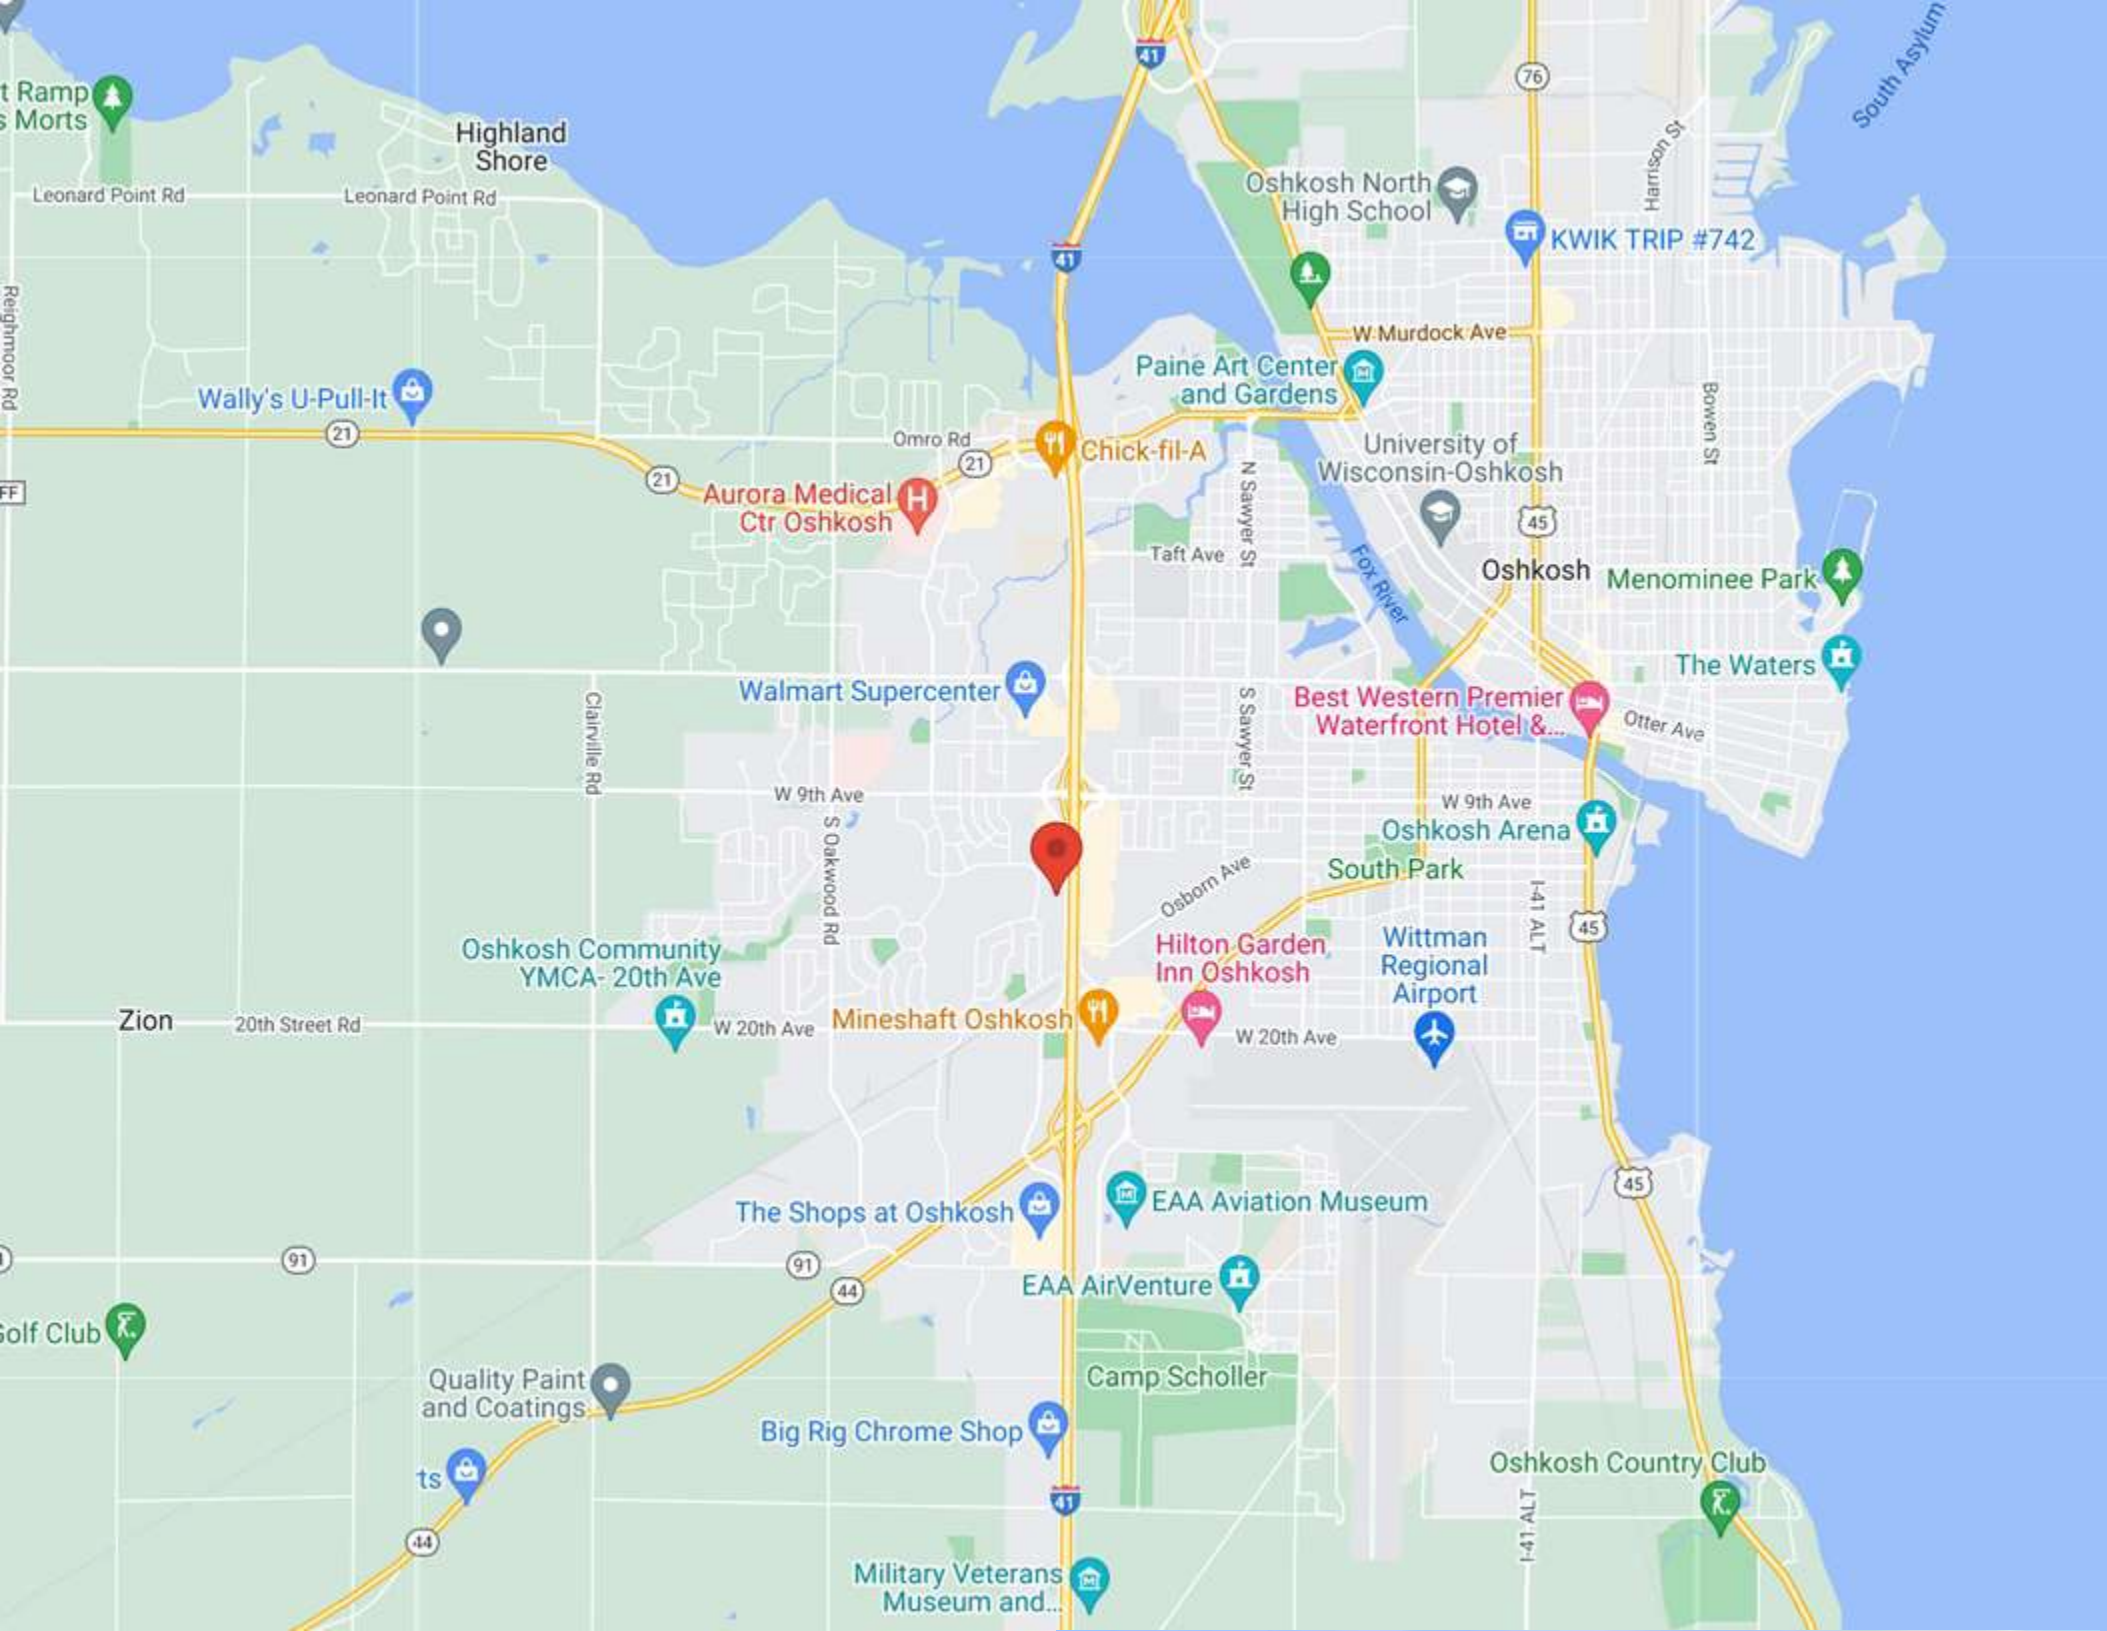 41
76
South Asylum
t Ramp
s Morts
Highland
Shore
Harrison St
Oshkosh North
High School
Leonard Point Rd
Leonard Point Rd
KWIK TRIP #742
41
Reighmoor Rd
W Murdock Ave
Paine Art Center
and Gardens
Wally's U-Pull-It
Bowen St
21
Omro Rd
Chick-fil-A
University of
Wisconsin-Oshkosh
21
21
FF
Aurora Medical
Ctr Oshkosh
H
N Sawyer St
45
Taft Ave
Fox River
Oshkosh
Menominee Park
The Waters
Walmart Supercenter
Clairville Rd
S Sawyer St
Best Western Premier
Waterfront Hotel &...
Otter Ave
W 9th Ave
W 9th Ave
S Oakwood Rd
Oshkosh Arena
South Park
Osborn Ave
I-41 ALT
45
Oshkosh Community
YMCA- 20th Ave
Hilton Garden
Inn Oshkosh
Wittman
Regional
Airport
Zion
20th Street Rd
W 20th Ave
Mineshaft Oshkosh
W 20th Ave
45
The Shops at Oshkosh
EAA Aviation Museum
91
91
44
EAA AirVenture
Golf Club
Quality Paint
and Coatings
Camp Scholler
Big Rig Chrome Shop
Oshkosh Country Club
ts
41
I-41 ALT
44
Military Veterans
Museum and...